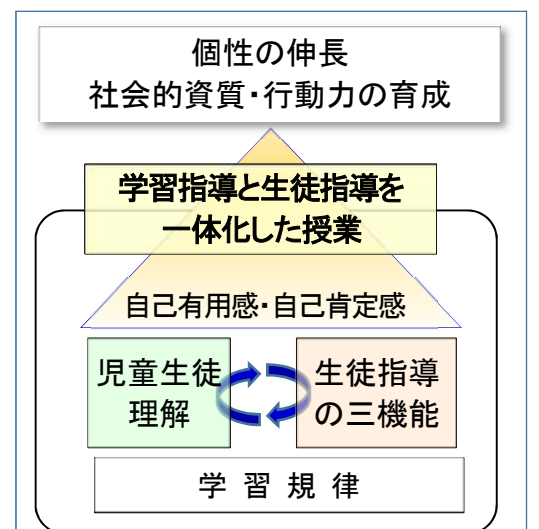 個性の伸長
社会的資質・行動力の育成
学習指導と生徒指導を
一体化した授業
自己有用感・自己肯定感
児童生徒
理解
生徒指導
の三機能
学習規律